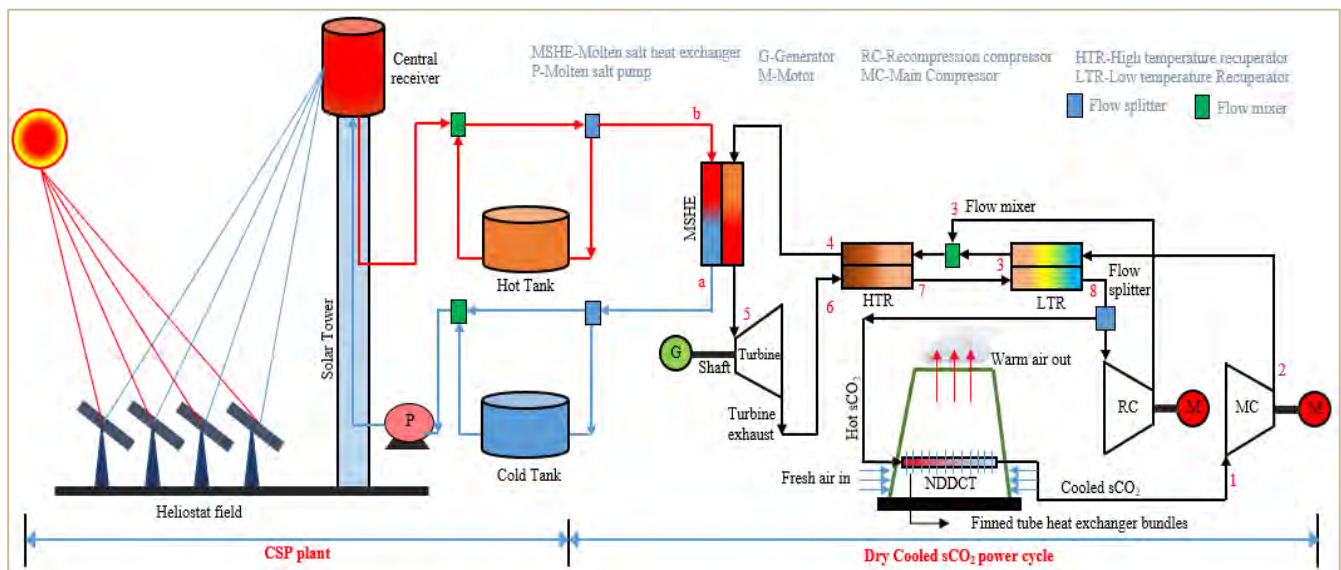 MSHE-Molten salt heat exchanger
P-Molten salt pump
G-Generator
M-Motor
RC-Recompression compressor
MC-Main Compressor
HTR-High temperature recuperator
LTR-Low temperature Recuperator
Flow splitter
Flow mixer
Central
receiver
b
MSHE
Hot Tank
a
Solar Tower
P
Cold Tank
Heliostat field
3
Flow mixer
4
3
HTR
7
LTR
8
Flow
splitter
6
5
G
Shaft
Turbine
Turbine
exhaust
Warm air out
Hot sCO₂
RC
M
2
MC
M
1
Fresh air in
NDDCT
Cooled sCO₂
Finned tube heat exchanger bundles
CSP plant
Dry Cooled sCO₂ power cycle